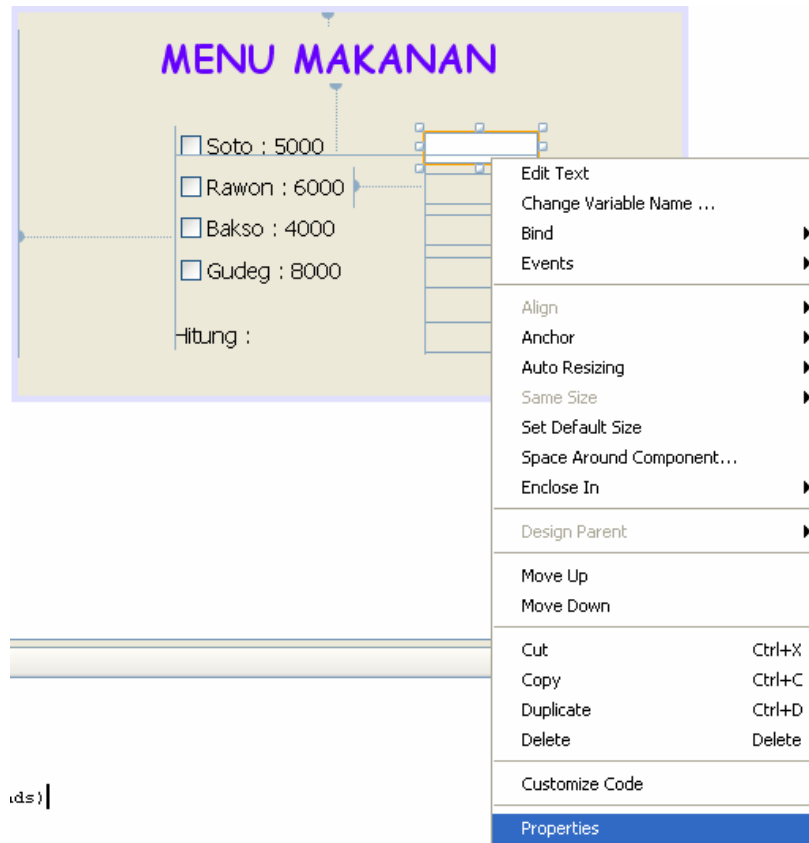 MENU MAKANAN
Soto : 5000
Rawon : 6000
Bakso : 4000
Gudeg : 8000
Hitung :
Edit Text
Change Variable Name ...
Bind
Events
Align
Anchor
Auto Resizing
Same Size
Set Default Size
Space Around Component...
Enclose In
Design Parent
Move Up
Move Down
Cut Ctrl+X
Copy Ctrl+C
Duplicate Ctrl+D
Delete Delete
Customize Code
Properties
ds)